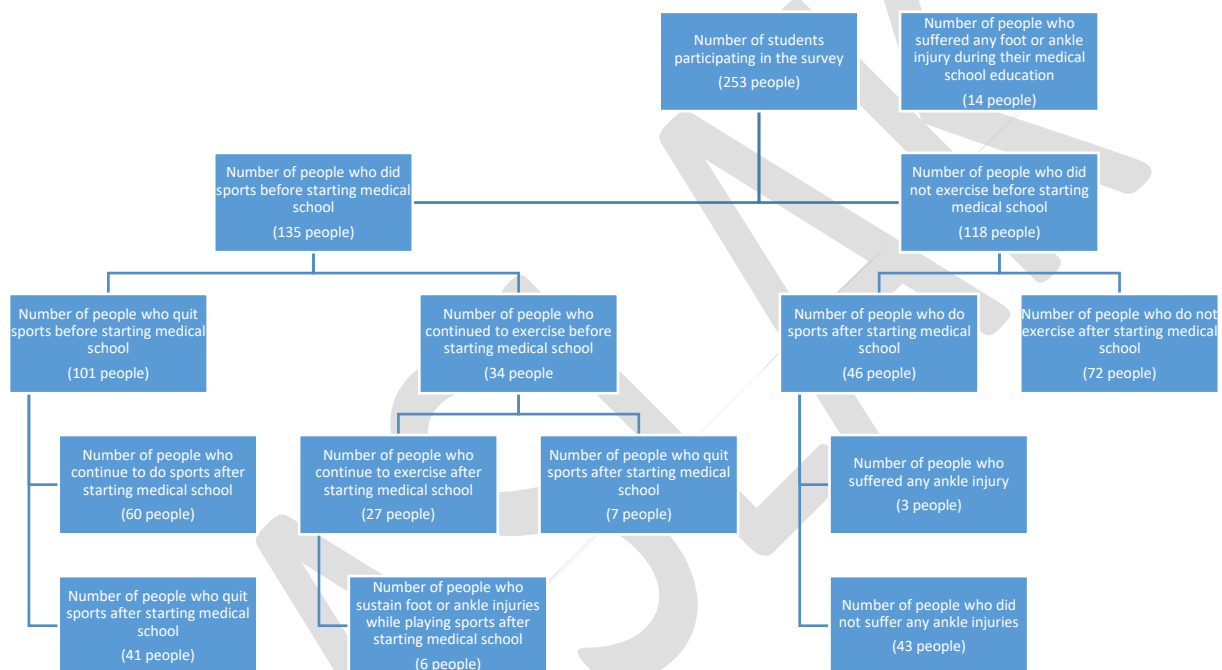 Number of students
participating in the survey
(253 people)
Number of people who
suffered any foot or ankle
injury during their medical
school education
(14 people)
Number of people who did
sports before starting medical
school
(135 people)
Number of people who did
not exercise before starting
medical school
(118 people)
Number of people who quit
sports before starting medical
school
(101 people)
Number of people who
continued to exercise before
starting medical school
(34 people
Number of people who do
sports after starting medical
school
(46 people)
Number of people who do not
exercise after starting medical
school
(72 people)
Number of people who
continue to do sports after
starting medical school
(60 people)
Number of people who
continue to exercise after
starting medical school
(27 people)
Number of people who quit
sports after starting medical
school
(7 people)
Number of people who
suffered any ankle injury
(3 people)
Number of people who quit
sports after starting medical
school
(41 people)
Number of people who
sustain foot or ankle injuries
while playing sports after
starting medical school
(6 people)
Number of people who did
not suffer any ankle injuries
(43 people)